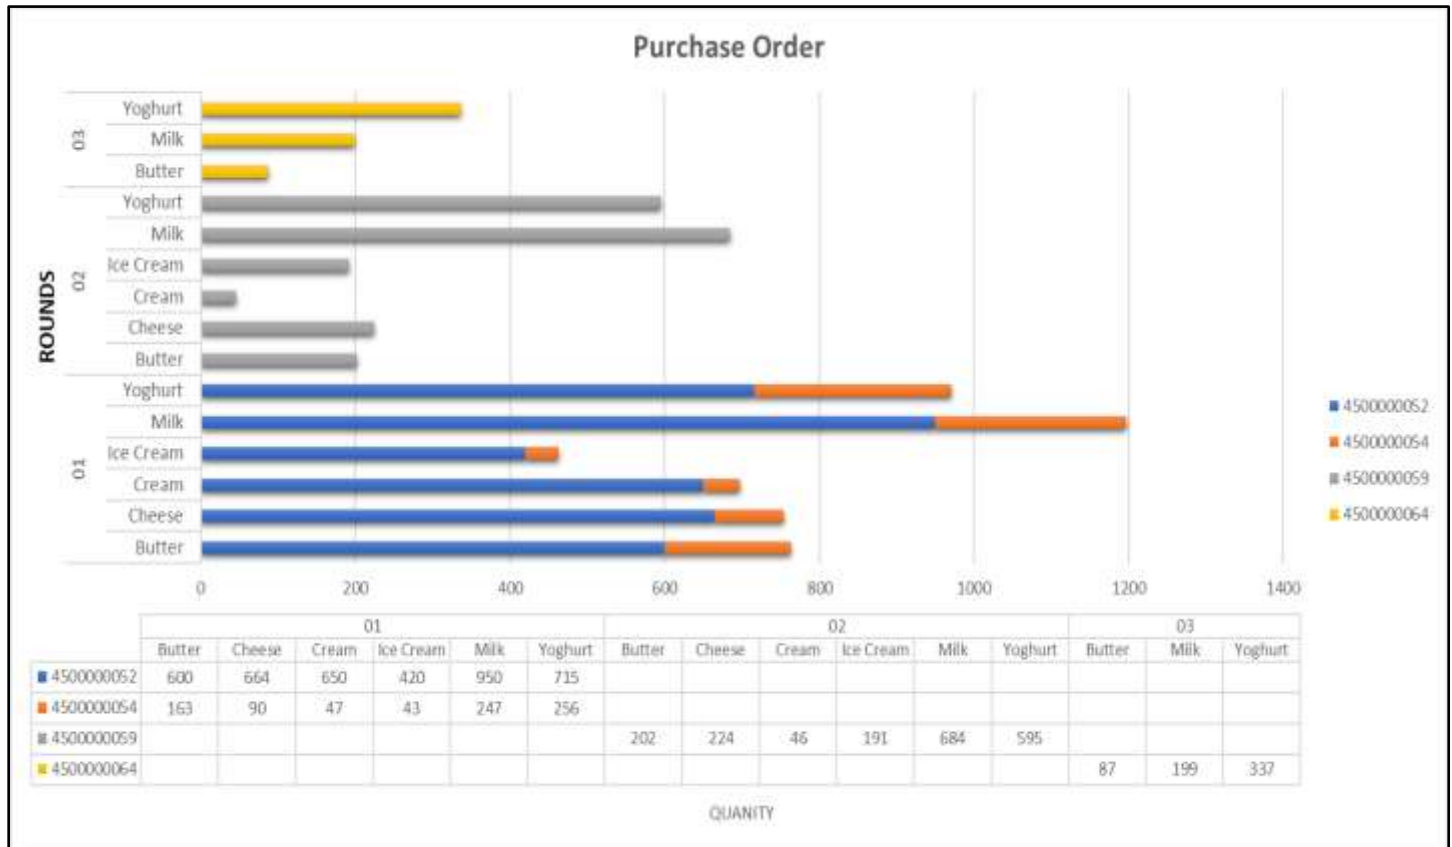 Purchase Order
ROUNDS
03
Yoghurt
Milk
Butter
02
Yoghurt
Milk
Ice Cream
Cream
Cheese
Butter
01
Yoghurt
Milk
Ice Cream
Cream
Cheese
Butter
0 200 400 600 800 1000 1200 1400
4500000052
4500000054
4500000059
4500000064
01 02 03
Butter Cheese Cream Ice Cream Milk Yoghurt Butter Cheese Cream Ice Cream Milk Yoghurt Butter Milk Yoghurt
4500000052 600 664 650 420 950 715
4500000054 163 90 47 43 247 256
4500000059 202 224 46 191 684 595
4500000064 87 199 337
QUANITY